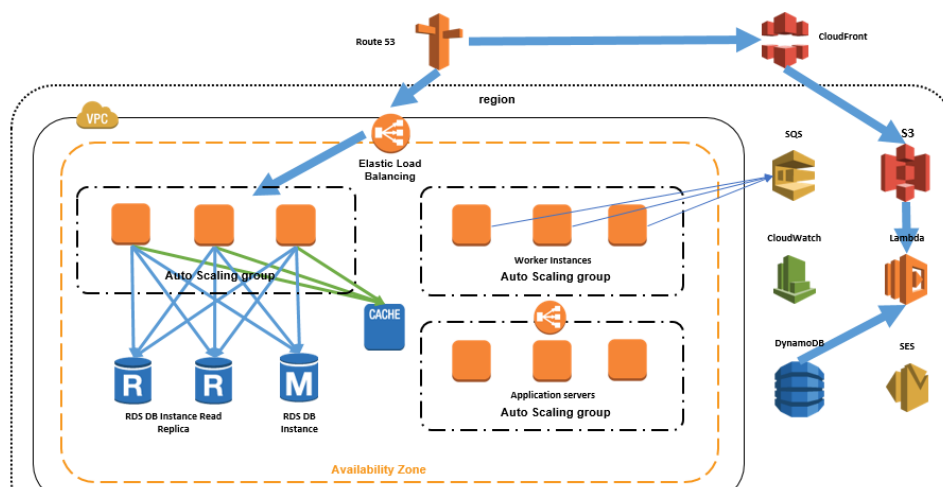 Route 53
CloudFront
region
VPC
Elastic Load
Balancing
SQS
S3
Auto Scaling group
Worker Instances
Auto Scaling group
CloudWatch
Lambda
CACHE
DynamoDB
SES
R
R
M
Application servers
Auto Scaling group
RDS DB Instance Read
Replica
RDS DB
Instance
Availability Zone